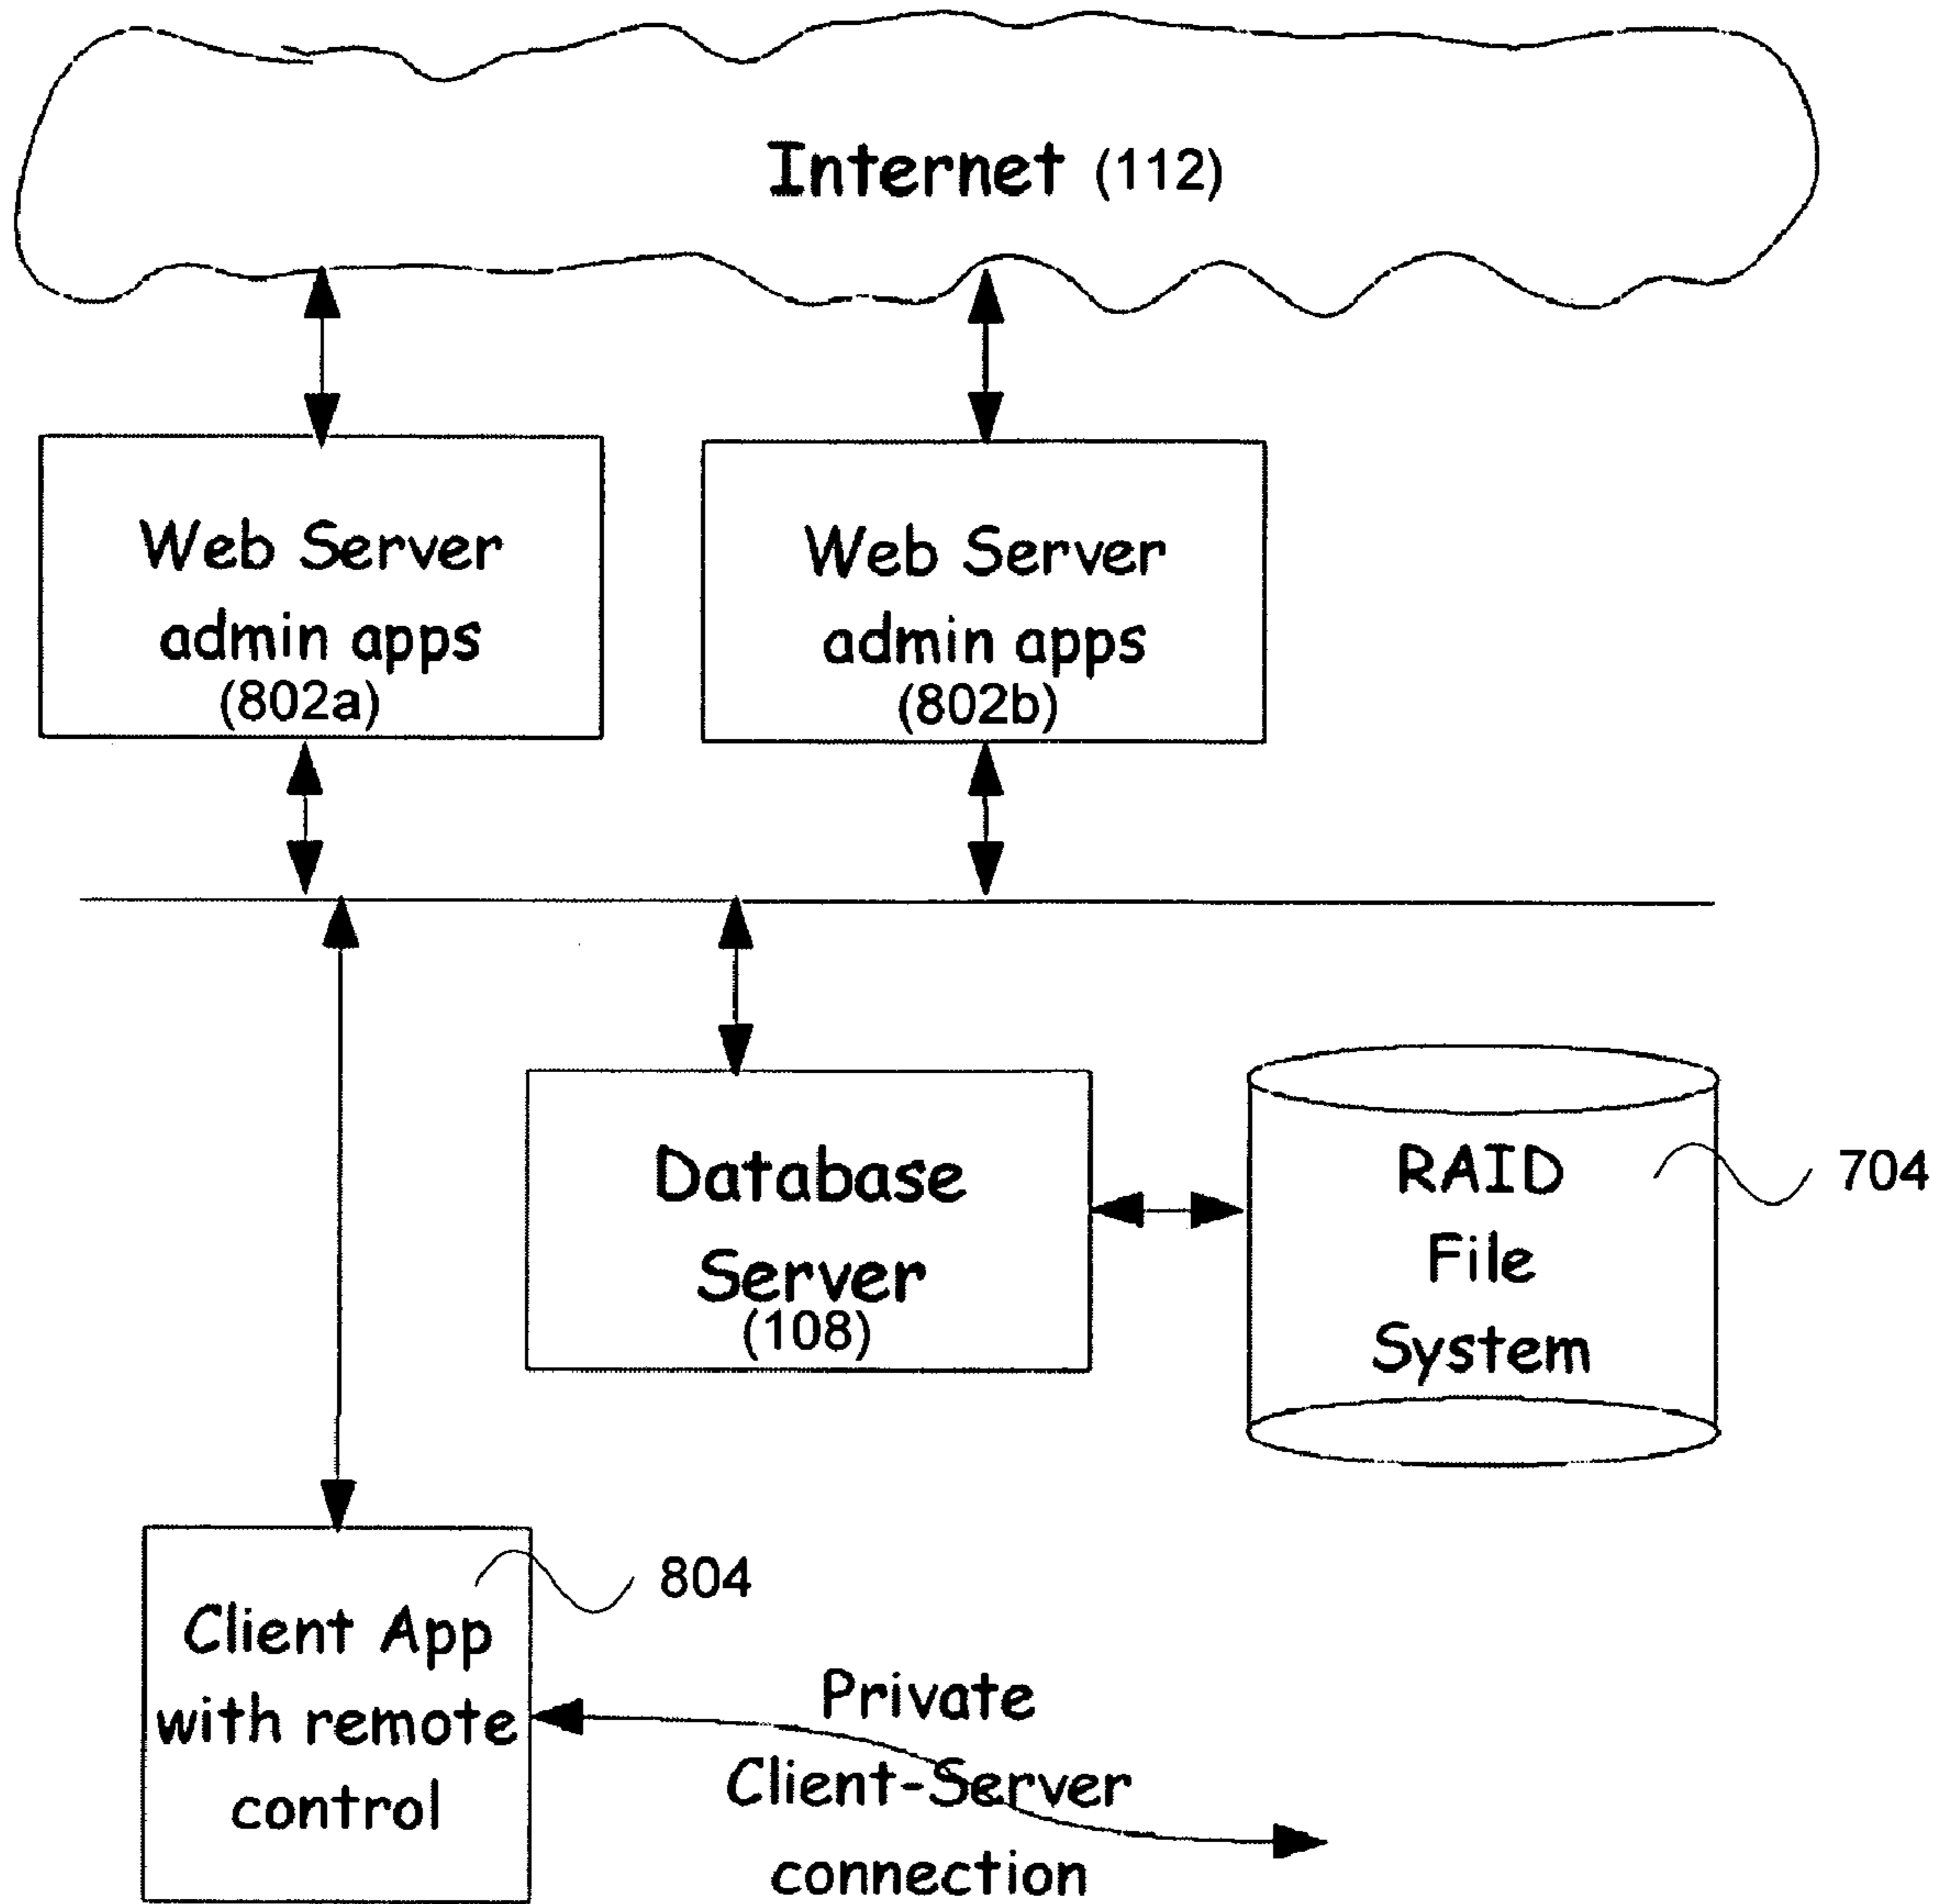 Internet (112)
Web Server
admin apps
(802a)
Web Server
admin apps
(802b)
Database
Server
(108)
RAID
File
System
704
804
Client App
with remote
control
Private
Client-Server
connection